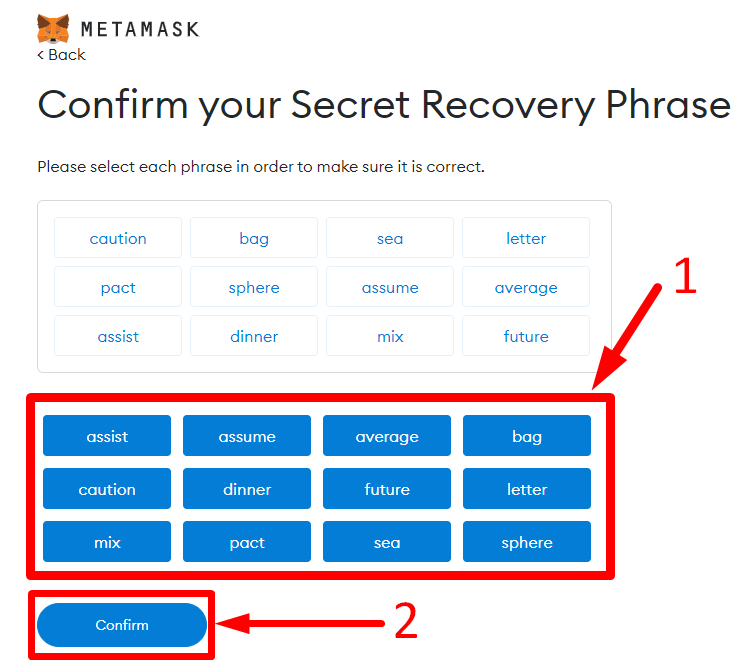 METAMASK
< Back
Confirm your Secret Recovery Phrase
Please select each phrase in order to make sure it is correct.
caution bag sea letter
pact sphere assume average
assist dinner mix future
1
assist assume average bag
caution dinner future letter
mix pact sea sphere
Confirm
2